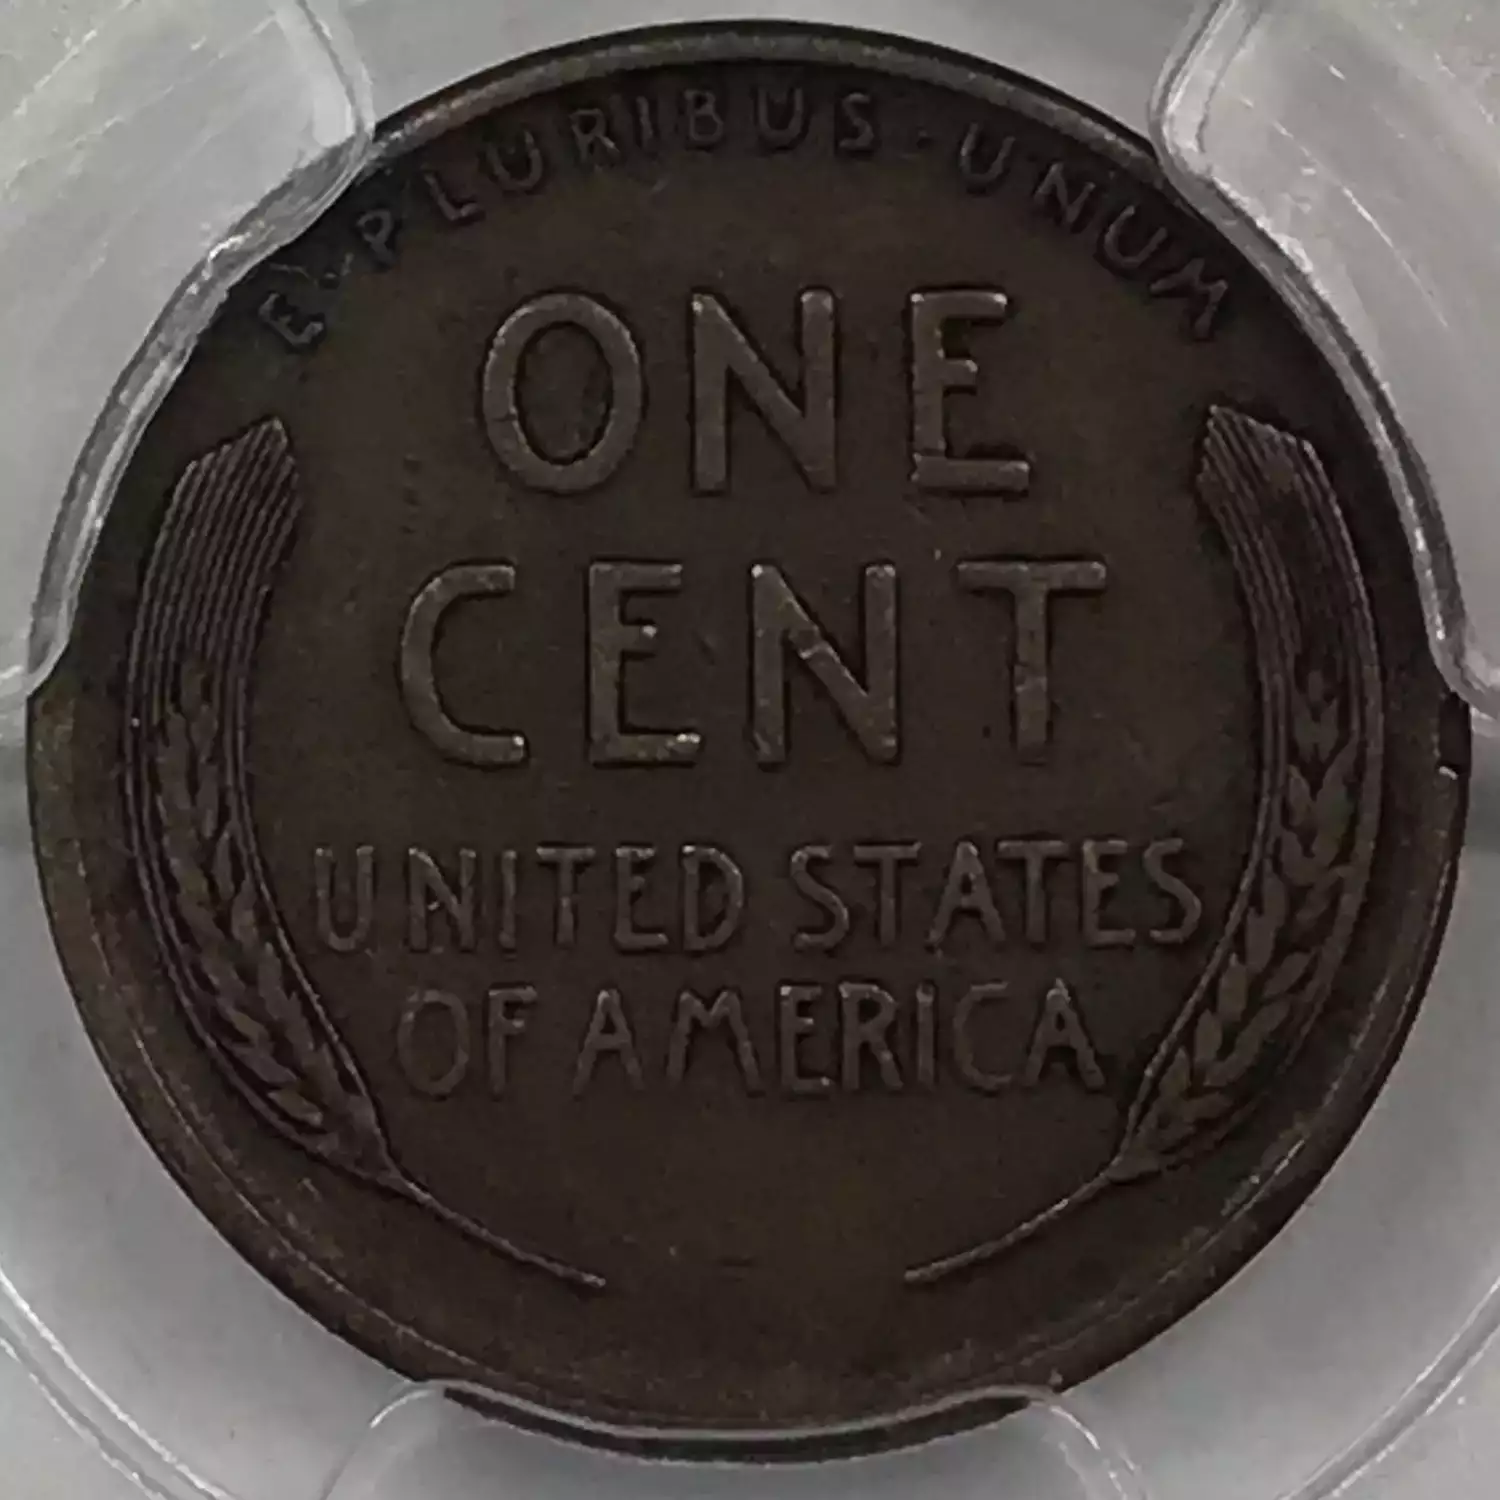 E · PLURIBUS · UNUM
ONE
CENT
UNITED STATES
OF AMERICA